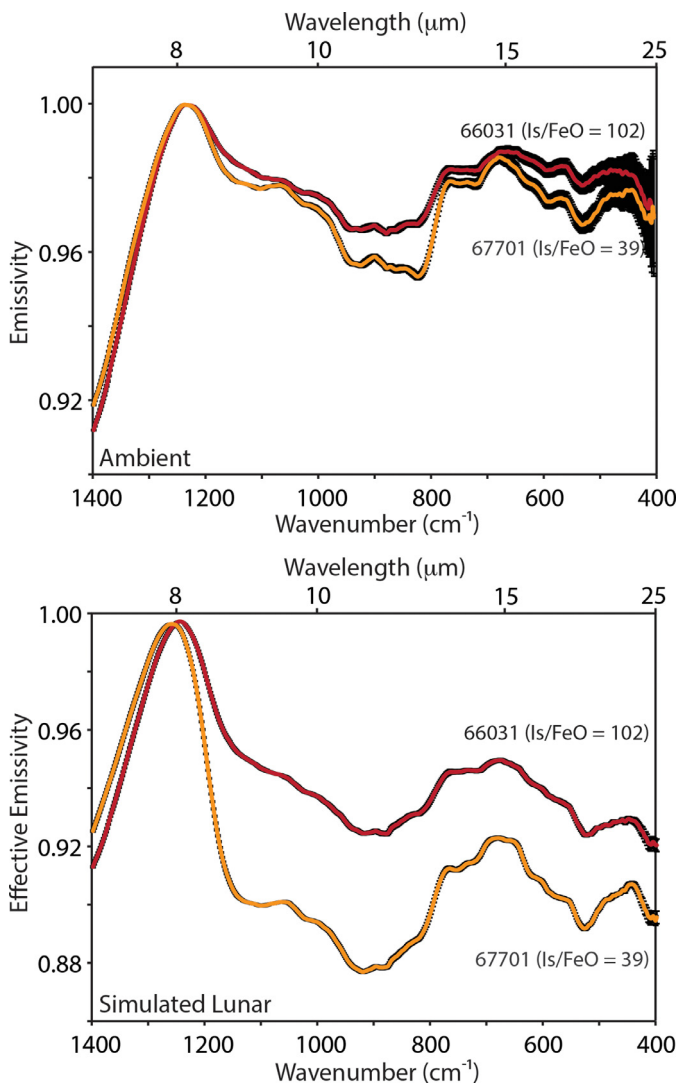 Wavelength (μm)
8 10 15 25
1.00
0.96
0.92
Emissivity
66031 (Is/FeO = 102)
67701 (Is/FeO = 39)
Ambient
1400 1200 1000 800 600 400
Wavenumber (cm⁻¹)
Wavelength (μm)
8 10 15 25
1.00
0.96
0.92
0.88
Effective Emissivity
66031 (Is/FeO = 102)
67701 (Is/FeO = 39)
Simulated Lunar
1400 1200 1000 800 600 400
Wavenumber (cm⁻¹)